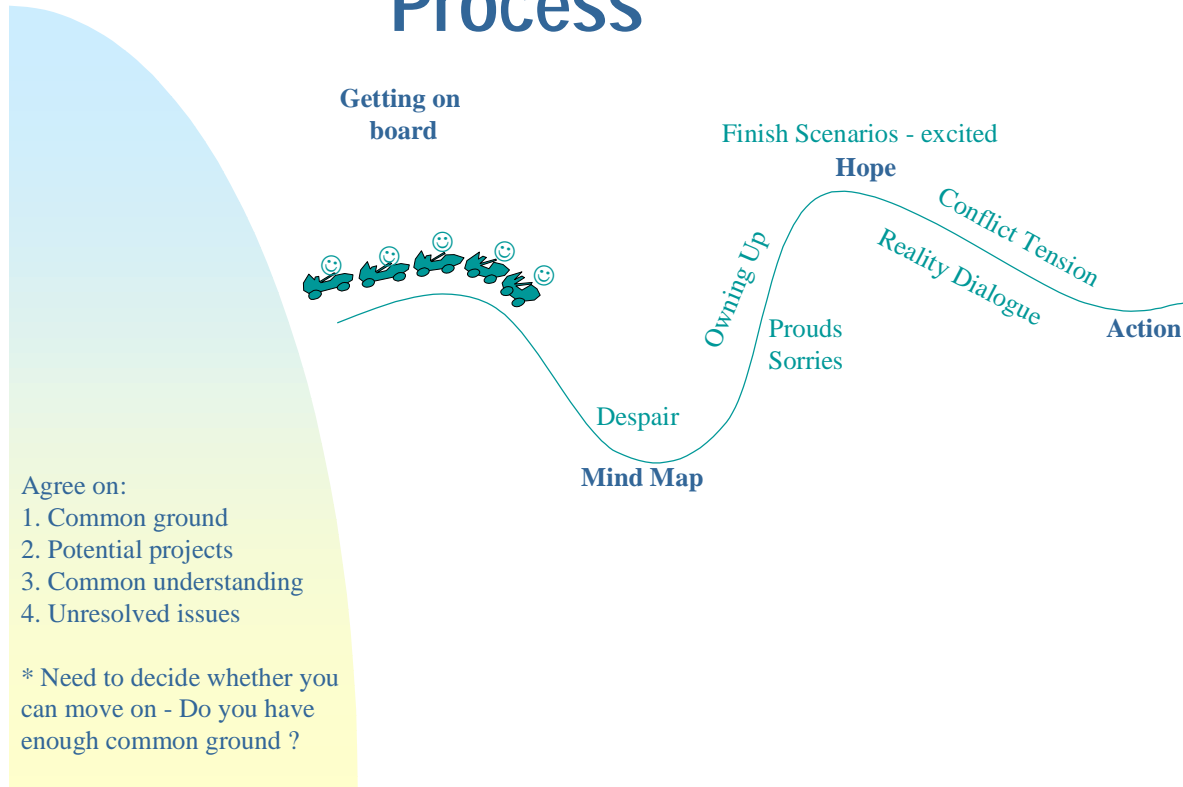 Process
Getting on
board
Finish Scenarios - excited
Hope
Conflict Tension
Reality Dialogue
Owning Up
Prouds
Sorries
Action
Despair
Mind Map
Agree on:
1. Common ground
2. Potential projects
3. Common understanding
4. Unresolved issues
* Need to decide whether you
can move on - Do you have
enough common ground ?